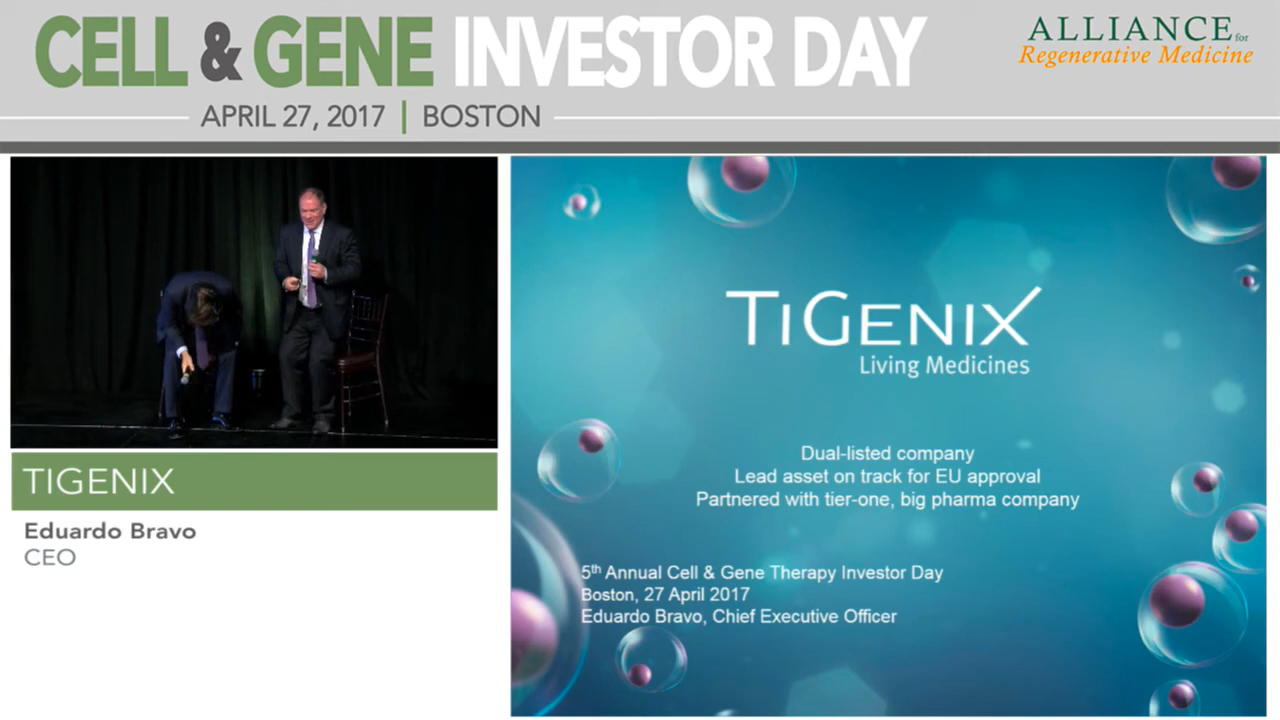 CELL & GENE INVESTOR DAY
APRIL 27, 2017 | BOSTON
ALLIANCE for
Regenerative Medicine
TIGENIX
Eduardo Bravo
CEO
TiGENIX
Living Medicines
Dual-listed company
Lead asset on track for EU approval
Partnered with tier-one, big pharma company
5th Annual Cell & Gene Therapy Investor Day
Boston, 27 April 2017
Eduardo Bravo, Chief Executive Officer